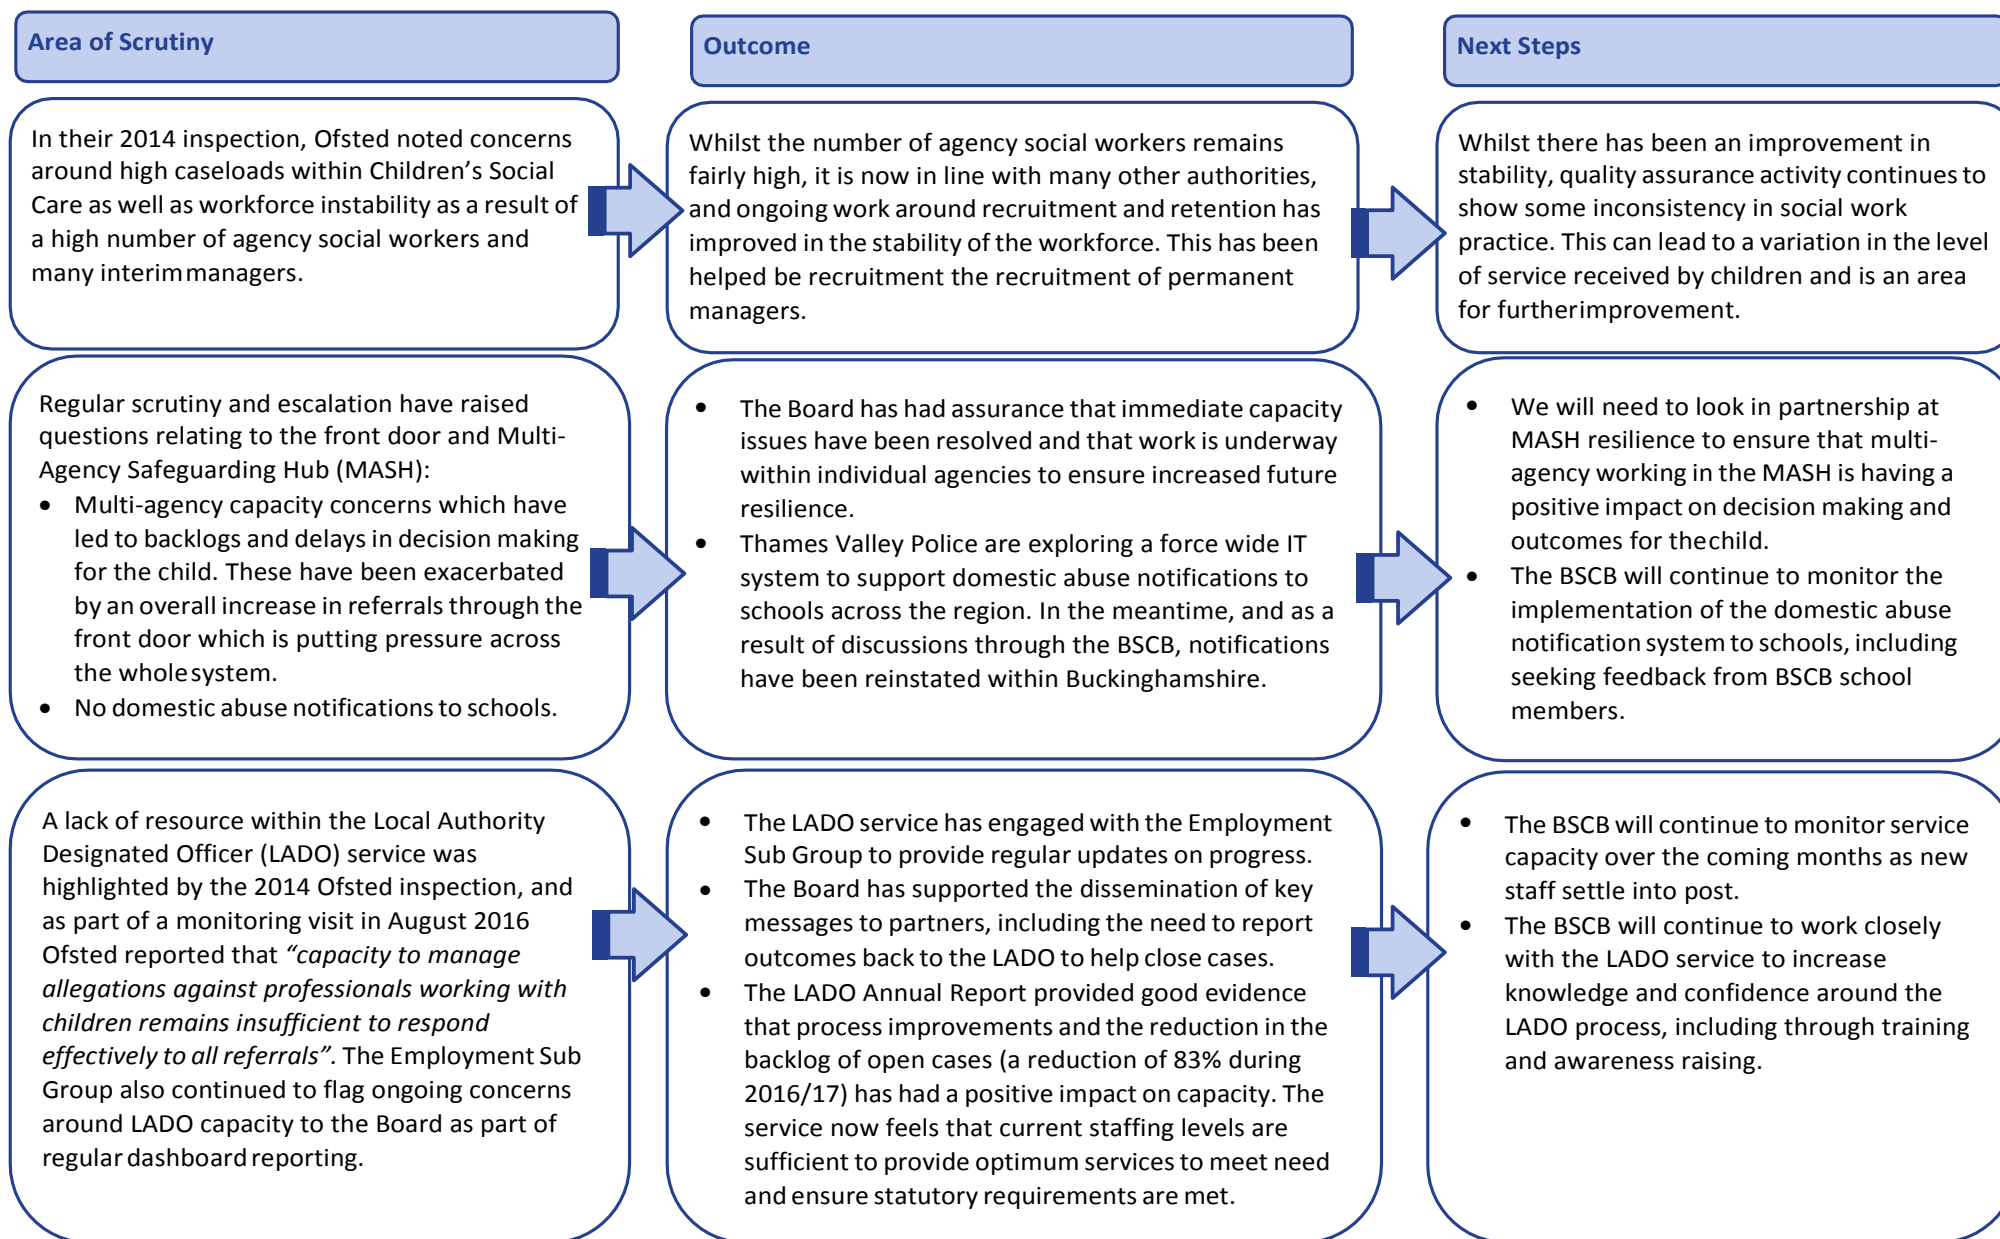 Area of Scrutiny
Outcome
Next Steps
In their 2014 inspection, Ofsted noted concerns
around high caseloads within Children’s Social
Care as well as workforce instability as a result of
a high number of agency social workers and
many interimmanagers.
Whilst the number of agency social workers remains
fairly high, it is now in line with many other authorities,
and ongoing work around recruitment and retention has
improved in the stability of the workforce. This has been
helped be recruitment the recruitment of permanent
managers.
Whilst there has been an improvement in
stability, quality assurance activity continues to
show some inconsistency in social work
practice. This can lead to a variation in the level
of service received by children and is an area
for furtherimprovement.
Regular scrutiny and escalation have raised
questions relating to the front door and Multi-
Agency Safeguarding Hub (MASH):
• Multi-agency capacity concerns which have
led to backlogs and delays in decision making
for the child. These have been exacerbated
by an overall increase in referrals through the
front door which is putting pressure across
the wholesystem.
• No domestic abuse notifications to schools.
• The Board has had assurance that immediate capacity
issues have been resolved and that work is underway
within individual agencies to ensure increased future
resilience.
• Thames Valley Police are exploring a force wide IT
system to support domestic abuse notifications to
schools across the region. In the meantime, and as a
result of discussions through the BSCB, notifications
have been reinstated within Buckinghamshire.
• We will need to look in partnership at
MASH resilience to ensure that multi-
agency working in the MASH is having a
positive impact on decision making and
outcomes for thechild.
• The BSCB will continue to monitor the
implementation of the domestic abuse
notification system to schools, including
seeking feedback from BSCB school
members.
A lack of resource within the Local Authority
Designated Officer (LADO) service was
highlighted by the 2014 Ofsted inspection, and
as part of a monitoring visit in August 2016
Ofsted reported that “capacity to manage
allegations against professionals working with
children remains insufficient to respond
effectively to all referrals”. The Employment Sub
Group also continued to flag ongoing concerns
around LADO capacity to the Board as part of
regular dashboard reporting.
• The LADO service has engaged with the Employment
Sub Group to provide regular updates on progress.
• The Board has supported the dissemination of key
messages to partners, including the need to report
outcomes back to the LADO to help close cases.
• The LADO Annual Report provided good evidence
that process improvements and the reduction in the
backlog of open cases (a reduction of 83% during
2016/17) has had a positive impact on capacity. The
service now feels that current staffing levels are
sufficient to provide optimum services to meet need
and ensure statutory requirements are met.
• The BSCB will continue to monitor service
capacity over the coming months as new
staff settle into post.
• The BSCB will continue to work closely
with the LADO service to increase
knowledge and confidence around the
LADO process, including through training
and awareness raising.